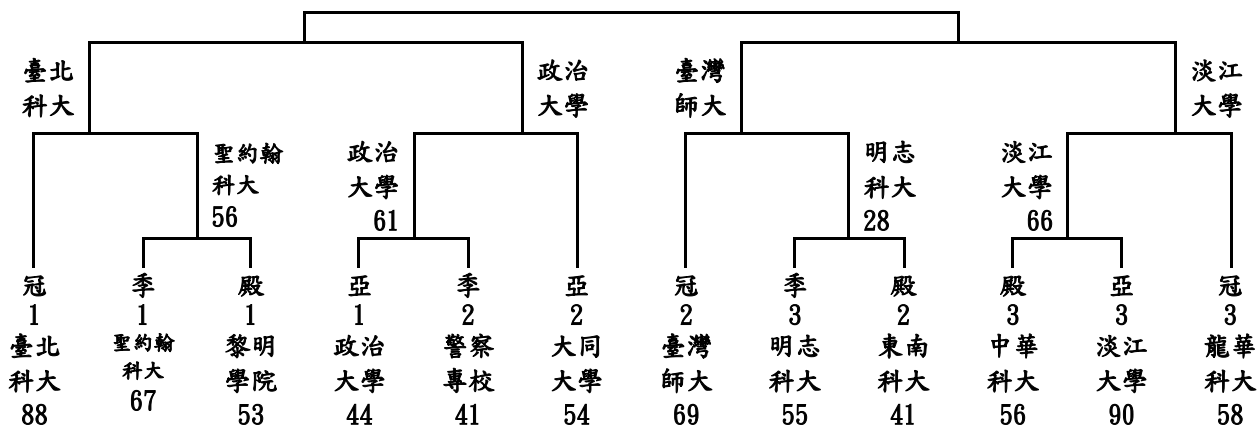 臺北
科大
政治
大學
臺灣
師大
淡江
大學
聖約翰
科大
56
政治
大學
61
明志
科大
28
淡江
大學
66
冠
1
臺北
科大
88
季
1
聖約翰
科大
67
殿
1
黎明
學院
53
亞
1
政治
大學
44
季
2
警察
專校
41
亞
2
大同
大學
54
冠
2
臺灣
師大
69
季
3
明志
科大
55
殿
2
東南
科大
41
殿
3
中華
科大
56
亞
3
淡江
大學
90
冠
3
龍華
科大
58